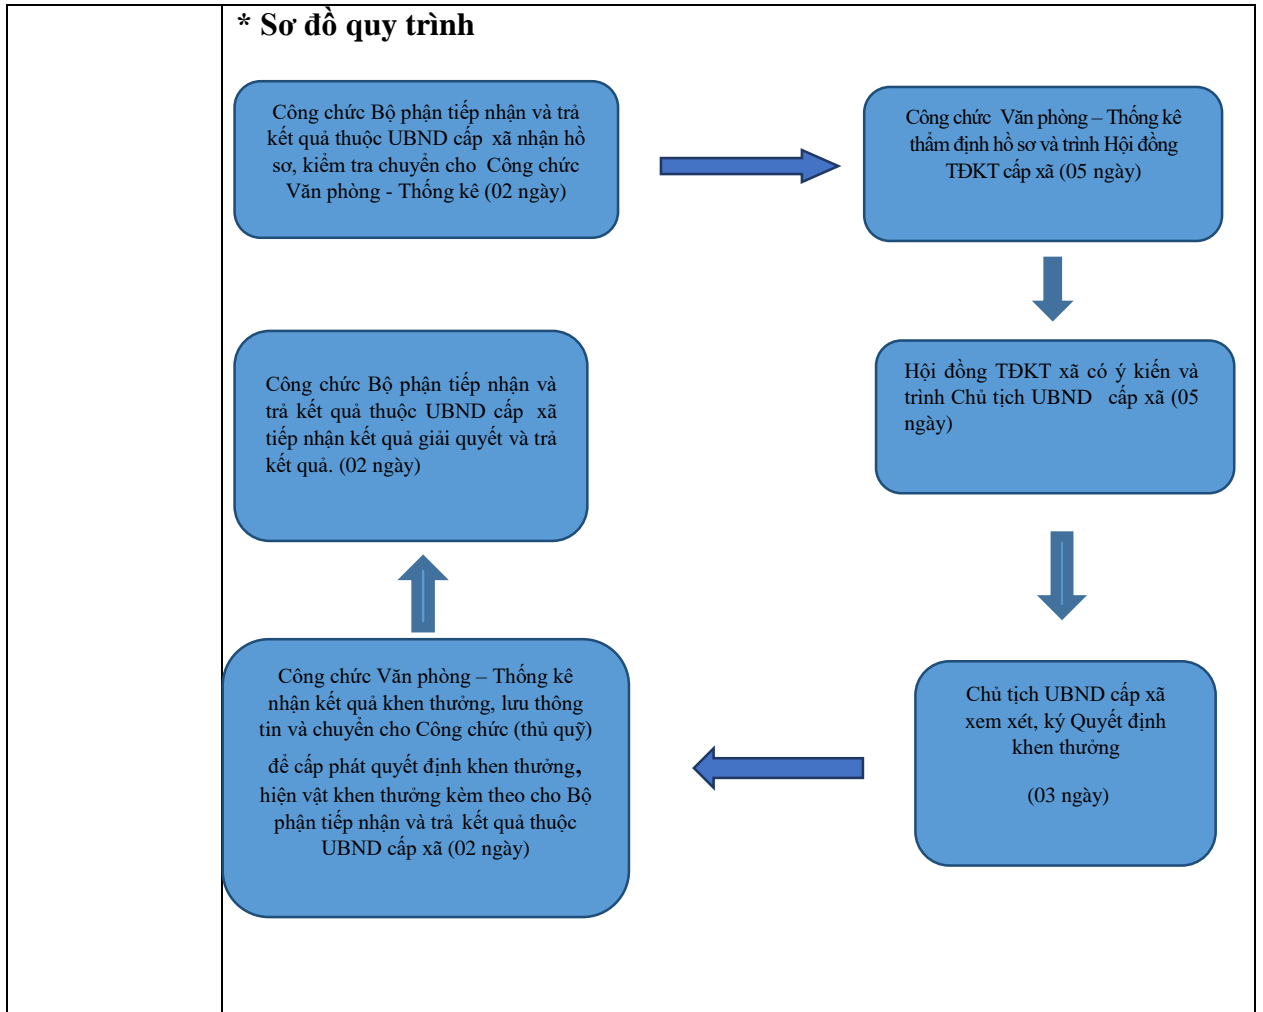 * Sơ đồ quy trình
Công chức Bộ phận tiếp nhận và trả
kết quả thuộc UBND cấp xã nhận hồ
sơ, kiểm tra chuyển cho Công chức
Văn phòng - Thống kê (02 ngày)
Công chức Văn phòng – Thống kê
thẩm định hồ sơ và trình Hội đồng
TĐKT cấp xã (05 ngày)
Hội đồng TĐKT xã có ý kiến và
trình Chủ tịch UBND cấp xã (05
ngày)
Chủ tịch UBND cấp xã
xem xét, ký Quyết định
khen thưởng
(03 ngày)
Công chức Văn phòng – Thống kê
nhận kết quả khen thưởng, lưu thông
tin và chuyển cho Công chức (thủ quỹ)
để cấp phát quyết định khen thưởng,
hiện vật khen thưởng kèm theo cho Bộ
phận tiếp nhận và trả kết quả thuộc
UBND cấp xã (02 ngày)
Công chức Bộ phận tiếp nhận và
trả kết quả thuộc UBND cấp xã
tiếp nhận kết quả giải quyết và trả
kết quả. (02 ngày)